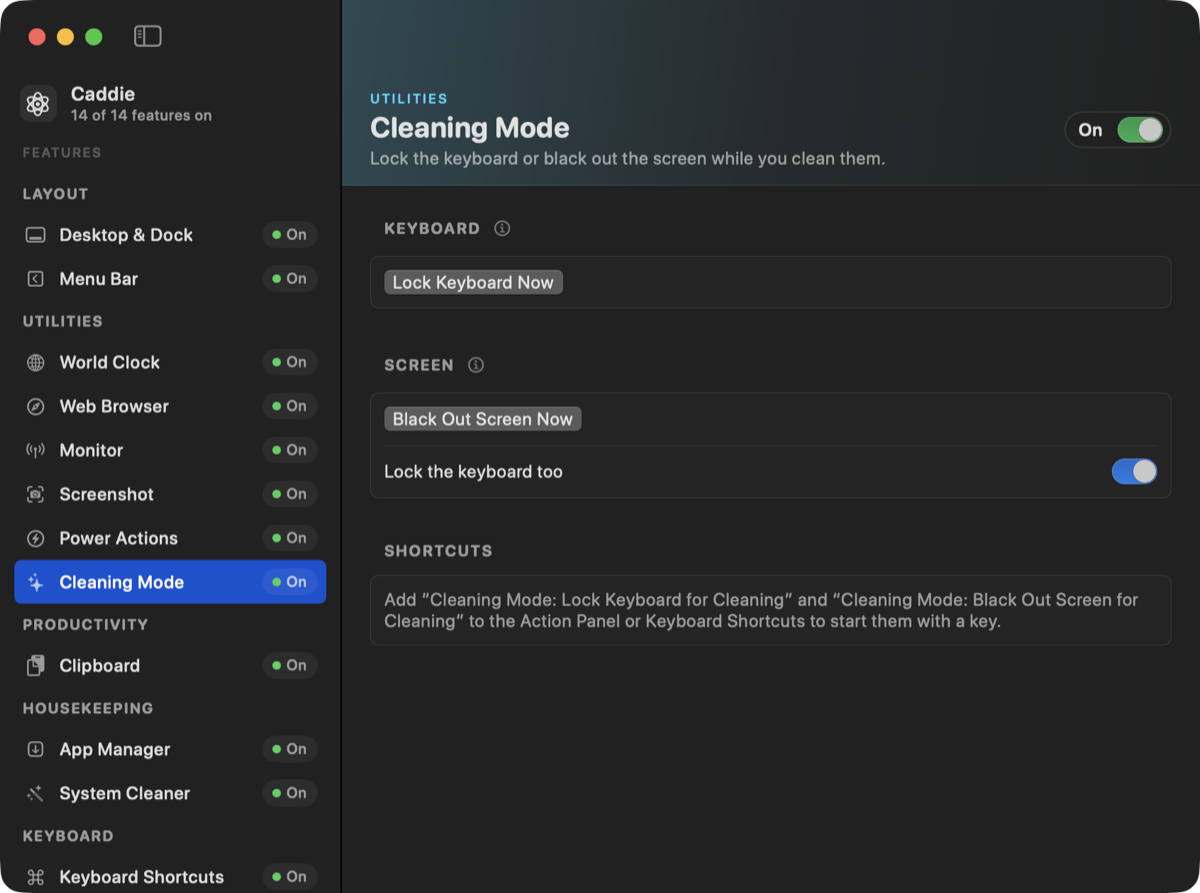 Caddie
14 of 14 features on
FEATURES
LAYOUT
Desktop & Dock On
Menu Bar On
UTILITIES
World Clock On
Web Browser On
Monitor On
Screenshot On
Power Actions On
Cleaning Mode On
PRODUCTIVITY
Clipboard On
HOUSEKEEPING
App Manager On
System Cleaner On
KEYBOARD
Keyboard Shortcuts On
UTILITIES
Cleaning Mode
Lock the keyboard or black out the screen while you clean them.
On
KEYBOARD
Lock Keyboard Now
SCREEN
Black Out Screen Now
Lock the keyboard too
SHORTCUTS
Add “Cleaning Mode: Lock Keyboard for Cleaning” and “Cleaning Mode: Black Out Screen for
Cleaning” to the Action Panel or Keyboard Shortcuts to start them with a key.